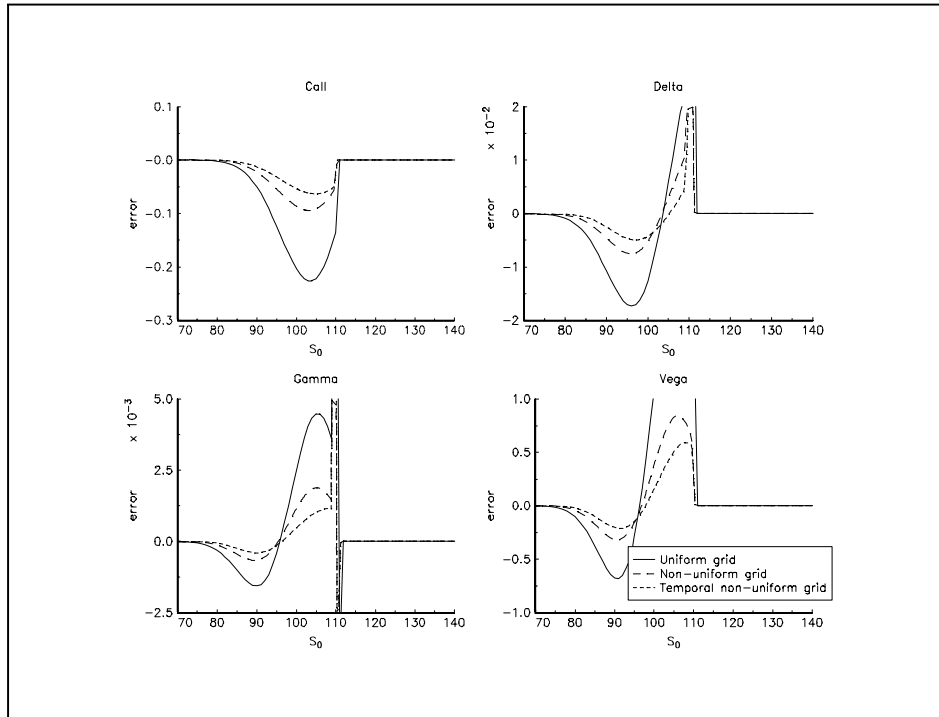 Call
0.1
-0.0
-0.1
-0.2
-0.3
error
70 80 90 100 110 120 130 140
S0
Delta
× 10−2
2
1
0
-1
-2
error
70 80 90 100 110 120 130 140
S0
Gamma
× 10−3
5.0
2.5
0.0
-2.5
error
70 80 90 100 110 120 130 140
S0
Vega
1.0
0.5
0.0
-0.5
-1.0
error
70 80 90 100 110 120 130 140
S0
Uniform grid
Non-uniform grid
Temporal non-uniform grid